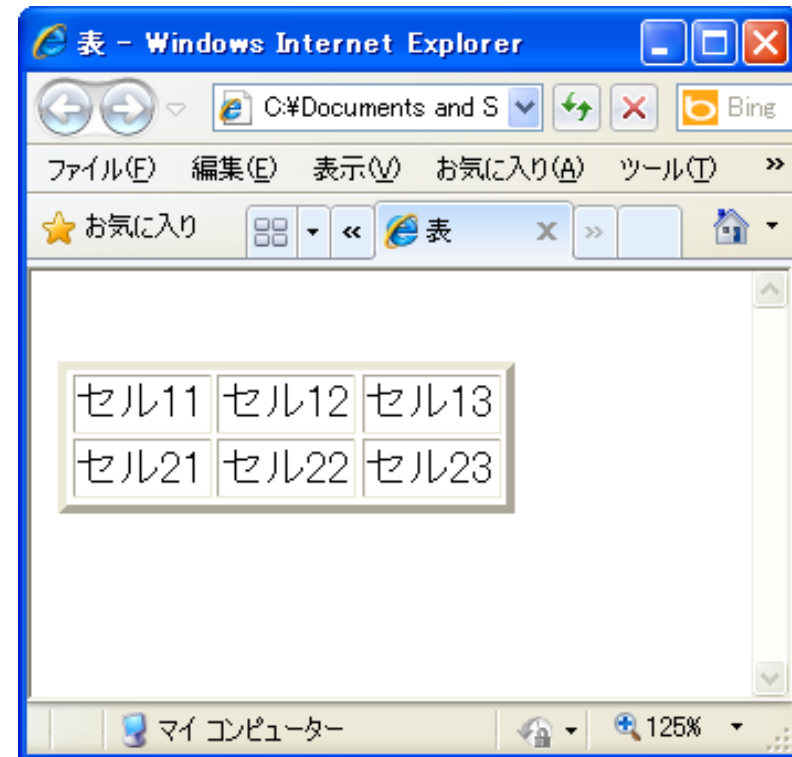 表 - Windows Internet Explorer
C:¥Documents and S Bing
ファイル(F) 編集(E) 表示(V) お気に入り(A) ツール(T) »
お気に入り « 表 X »
セル11 セル12 セル13
セル21 セル22 セル23
マイ コンピューター 125%